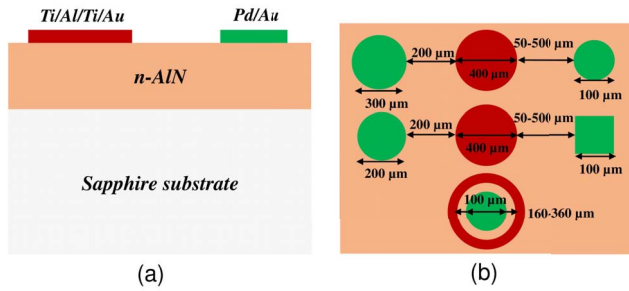 Ti/Al/Ti/Au
Pd/Au
n-AlN
Sapphire substrate
(a)
200 µm
50-500 µm
400 µm
300 µm
100 µm
200 µm
50-500 µm
400 µm
200 µm
100 µm
100 µm
160-360 µm
(b)